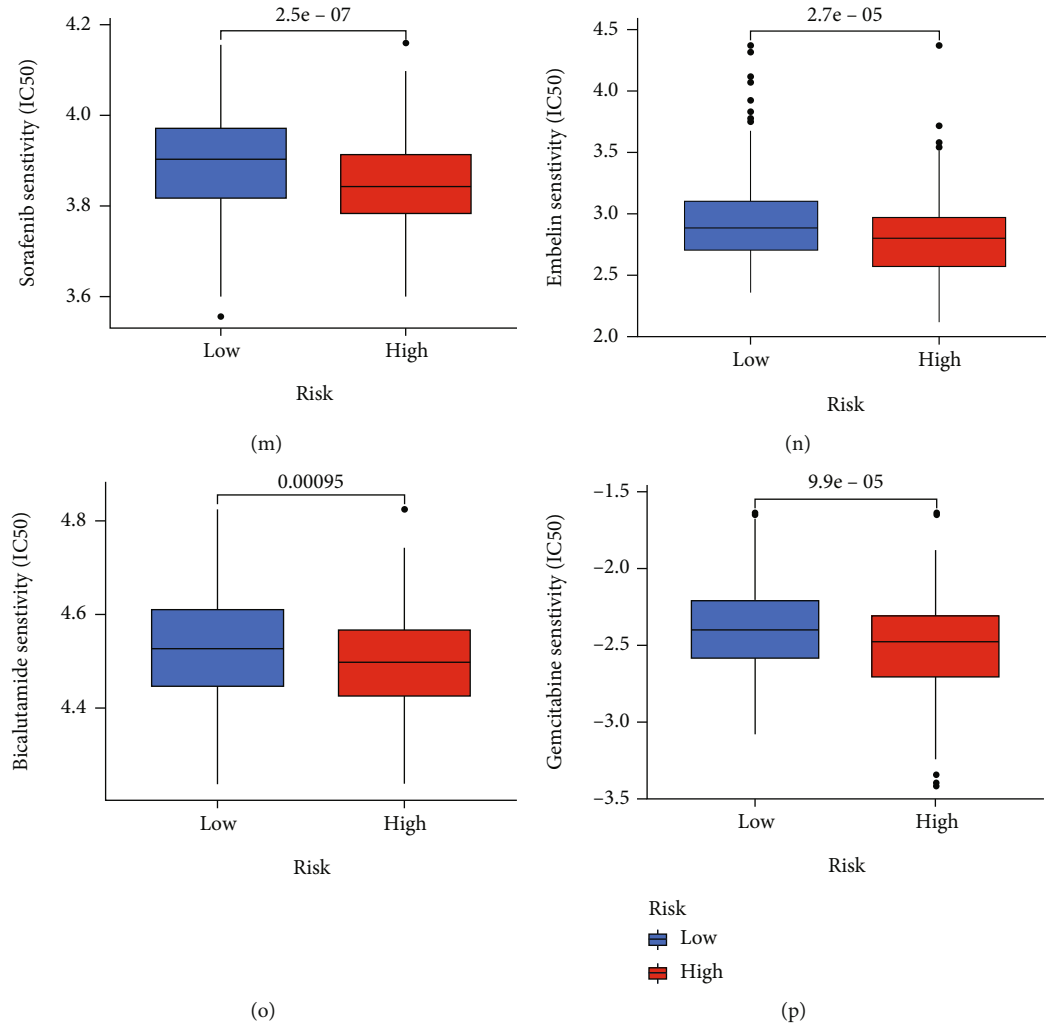 2.5e – 07
4.2
4.0
3.8
3.6
Sorafenib senstivity (IC50)
Low
High
Risk
(m)
2.7e – 05
4.5
4.0
3.5
3.0
2.5
2.0
Embelin senstivity (IC50)
Low
High
Risk
(n)
0.00095
4.8
4.6
4.4
Bicalutamide senstivity (IC50)
Low
High
Risk
(o)
9.9e – 05
–1.5
–2.0
–2.5
–3.0
–3.5
Gemcitabine senstivity (IC50)
Low
High
Risk
Risk
Low
High
(p)